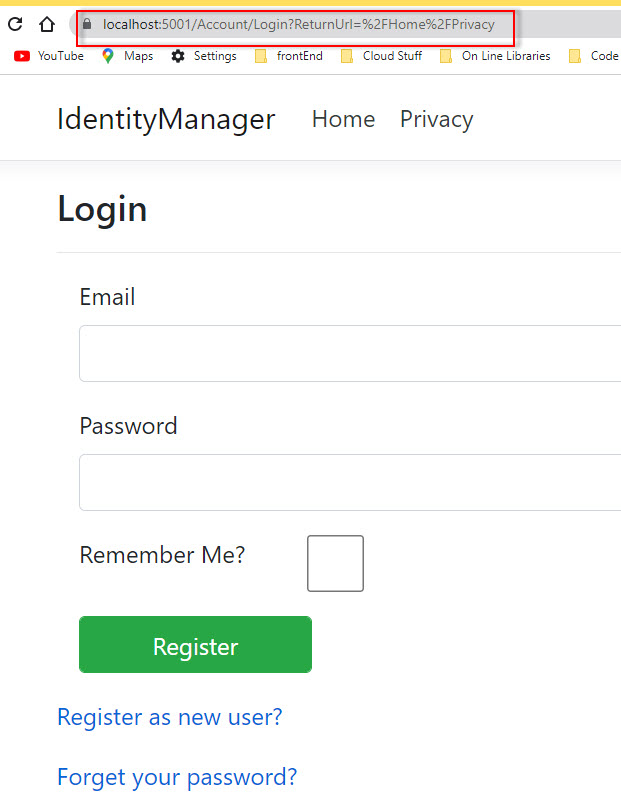 localhost:5001/Account/Login?ReturnUrl=%2FHome%2FPrivacy
YouTube Maps Settings frontEnd Cloud Stuff On Line Libraries Code
IdentityManager Home Privacy
Login
Email
Password
Remember Me?
Register
Register as new user?
Forget your password?